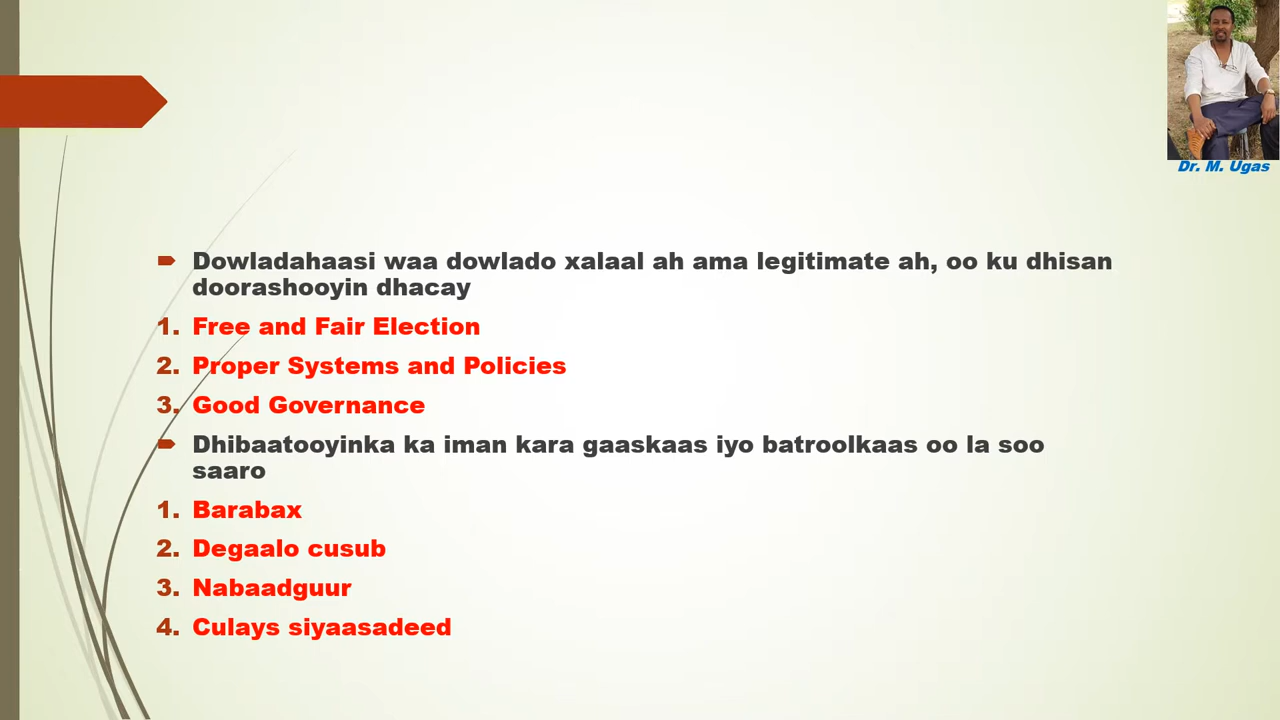 Dr. M. Ugas
Dowladahaasi waa dowlado xalaal ah ama legitimate ah, oo ku dhisan
doorashooyin dhacay
1. Free and Fair Election
2. Proper Systems and Policies
3. Good Governance
Dhibaatooyinka ka iman kara gaaskaas iyo batroolkaas oo la soo
saaro
1. Barabax
2. Degaalo cusub
3. Nabaadguur
4. Culays siyaasadeed